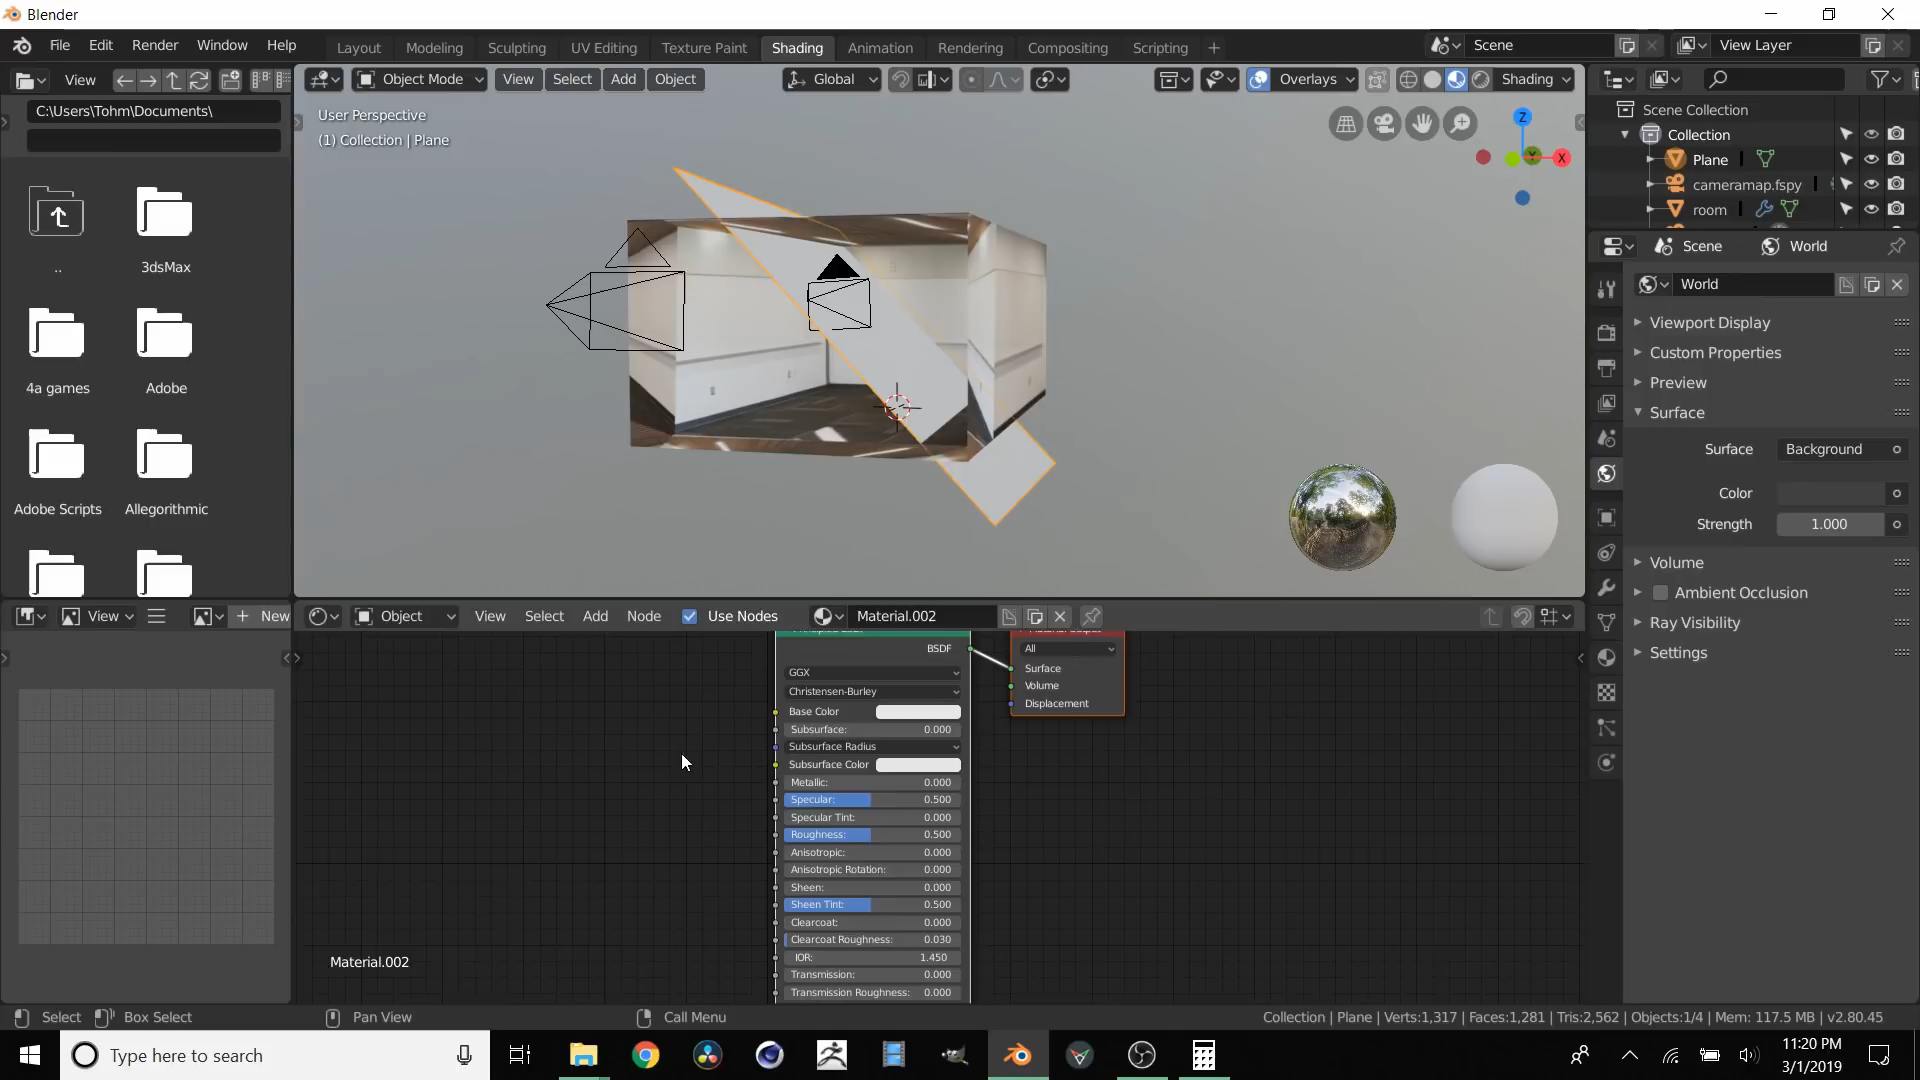 Blender
File Edit Render Window Help
Layout Modeling Sculpting UV Editing Texture Paint Shading Animation Rendering Compositing Scripting +
Scene
View Layer
View
Object Mode View Select Add Object
Global
Overlays
Shading
C:\Users\Tohm\Documents\
..
3dsMax
4a games
Adobe
Adobe Scripts
Allegorithmic
User Perspective
(1) Collection | Plane
Z
Y
X
Scene Collection
Collection
Plane
cameramap.fspy
room
Scene
World
World
Viewport Display
Custom Properties
Preview
Surface
Surface Background
Color
Strength 1.000
Volume
Ambient Occlusion
Ray Visibility
Settings
View
+ New
Object View Select Add Node Use Nodes Material.002
BSDF
GGX
Christensen-Burley
Base Color
Subsurface: 0.000
Subsurface Radius
Subsurface Color
Metallic: 0.000
Specular: 0.500
Specular Tint: 0.000
Roughness: 0.500
Anisotropic: 0.000
Anisotropic Rotation: 0.000
Sheen: 0.000
Sheen Tint: 0.500
Clearcoat: 0.000
Clearcoat Roughness: 0.030
IOR: 1.450
Transmission: 0.000
Transmission Roughness: 0.000
All
Surface
Volume
Displacement
Material.002
Select Box Select Pan View Call Menu
Collection | Plane | Verts:1,317 | Faces:1,281 | Tris:2,562 | Objects:1/4 | Mem: 117.5 MB | v2.80.45
Type here to search
11:20 PM
3/1/2019